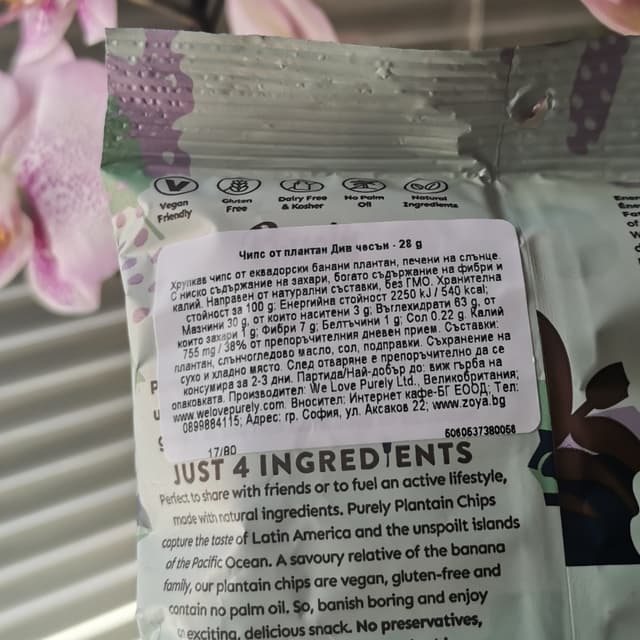 Vegan
Friendly
Gluten
Free
Dairy Free
& Kosher
No Palm
Oil
Natural
Ingredients
Чипс от плантан Див чесън - 28 g
Хрупкав чипс от еквадорски банани плантан, печени на слънце.
С ниско съдържание на захари, богато съдържание на фибри и
калий. Направен от натурални съставки, без ГМО. Хранителна
стойност за 100 g: Енергийна стойност 2250 kJ / 540 kcal;
Мазнини 30 g, от които наситени 3 g; Въглехидрати 63 g, от
които захари 1 g; Фибри 7 g; Белтъчини 1 g; Сол 0.22 g. Калий
755 mg / 38% от препоръчителния дневен прием. Съставки:
плантан, слънчогледово масло, сол, подправки. Съхранение на
сухо и хладно място. След отваряне е препоръчително да се
консумира за 2-3 дни. Партида/Най-добър до: виж гърба на
опаковката. Производител: We Love Purely Ltd., Великобритания;
www.welovepurely.com. Вносител: Интернет кафе-БГ ЕООД; Тел:
0899884115; Адрес: гр. София, ул. Аксаков 22; www.zoya.bg
5060537380058
17/80
JUST 4 INGREDIENTS
Perfect to share with friends or to fuel an active lifestyle,
made with natural ingredients. Purely Plantain Chips
capture the taste of Latin America and the unspoilt islands
of the Pacific Ocean. A savoury relative of the banana
family, our plantain chips are vegan, gluten-free and
contain no palm oil. So, banish boring and enjoy
exciting, delicious snack. No preservatives,